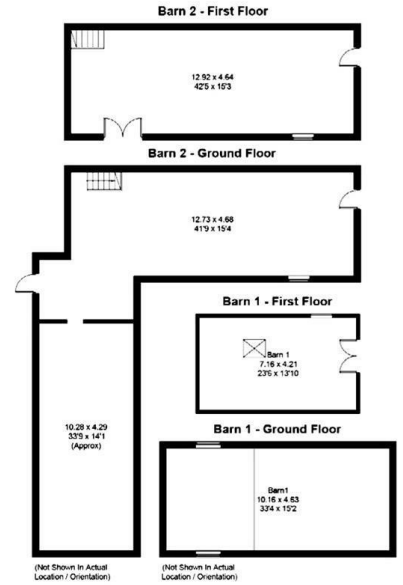 Barn 2 - First Floor
12.92 x 4.64
42'5 x 15'3
Barn 2 - Ground Floor
12.73 x 4.68
41'9 x 15'4
Barn 1 - First Floor
Barn 1
7.16 x 4.21
23'6 x 13'10
10.28 x 4.29
33'9 x 14'1
(Approx)
Barn 1 - Ground Floor
Barn1
10.16 x 4.63
33'4 x 15'2
(Not Shown In Actual
Location / Orientation)
(Not Shown In Actual
Location / Orientation)